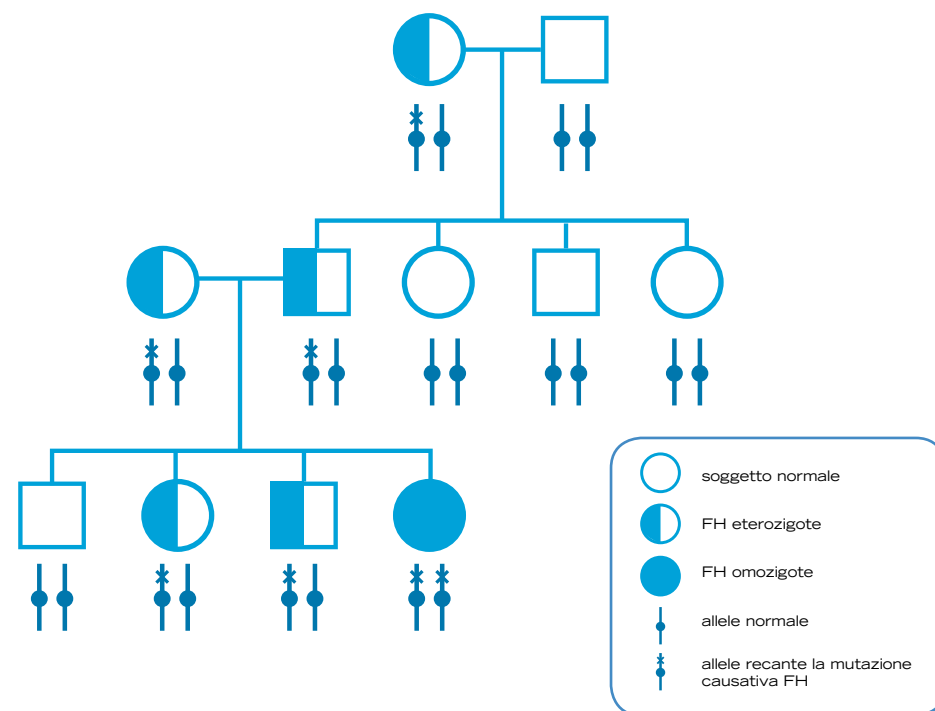 soggetto normale
FH eterozigote
FH omozigote
allele normale
allele recante la mutazione
causativa FH